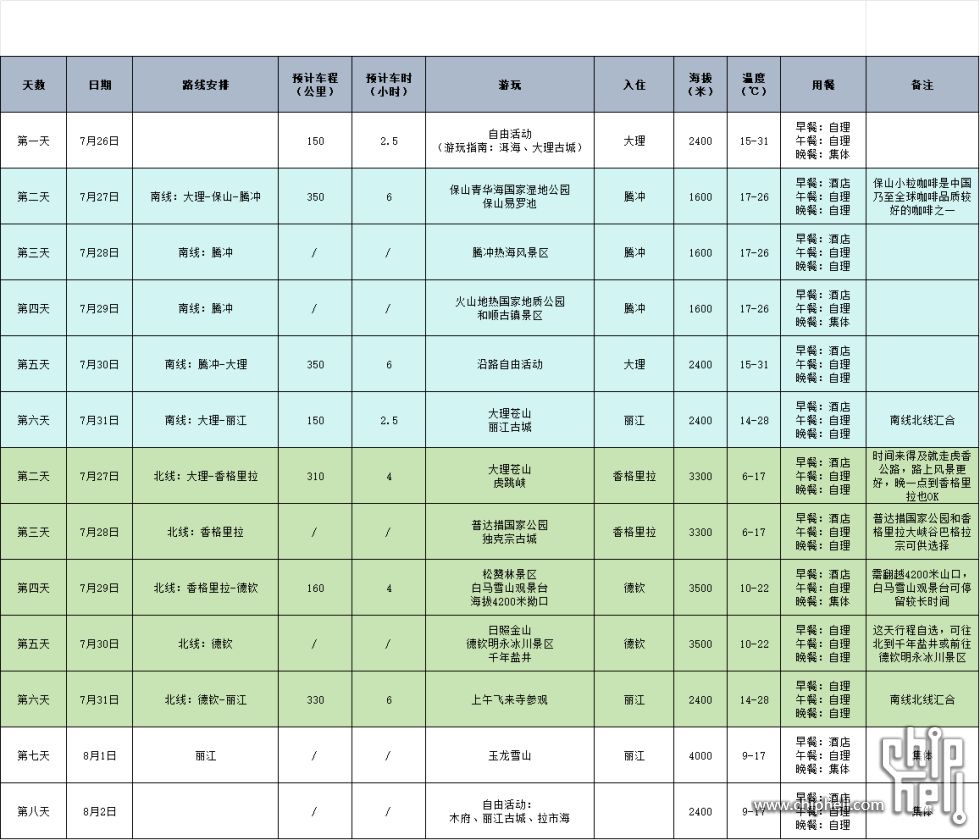 天数 日期 路线安排 预计车程（公里） 预计车时（小时） 游玩 入住 海拔（米） 温度（℃） 用餐 备注
第一天 7月26日 150 2.5 自由活动（游玩指南：洱海、大理古城） 大理 2400 15-31 早餐：自理 午餐：自理 晚餐：集体
第二天 7月27日 南线：大理-保山-腾冲 350 6 保山青华海国家湿地公园 保山易罗池 腾冲 1600 17-26 早餐：酒店 午餐：自理 晚餐：自理 保山小粒咖啡是中国乃至全球咖啡品质较好的咖啡之一
第三天 7月28日 南线：腾冲 / / 腾冲热海风景区 腾冲 1600 17-26 早餐：酒店 午餐：自理 晚餐：自理
第四天 7月29日 南线：腾冲 / / 火山地热国家地质公园 和顺古镇景区 腾冲 1600 17-26 早餐：酒店 午餐：自理 晚餐：集体
第五天 7月30日 南线：腾冲-大理 350 6 沿路自由活动 大理 2400 15-31 早餐：酒店 午餐：自理 晚餐：自理
第六天 7月31日 南线：大理-丽江 150 2.5 大理苍山 丽江古城 丽江 2400 14-28 早餐：酒店 午餐：自理 晚餐：自理 南线北线汇合
第二天 7月27日 北线：大理-香格里拉 310 4 大理苍山 虎跳峡 香格里拉 3300 6-17 早餐：酒店 午餐：自理 晚餐：自理 时间来得及就走虎香公路，路上风景更好，晚一点到香格里拉也OK
第三天 7月28日 北线：香格里拉 / / 普达措国家公园 独克宗古城 香格里拉 3300 6-17 早餐：酒店 午餐：自理 晚餐：自理 普达措国家公园和香格里拉大峡谷巴格拉宗可供选择
第四天 7月29日 北线：香格里拉-德钦 160 4 松赞林景区 白马雪山观景台 海拔4200米拗口 德钦 3500 10-22 早餐：酒店 午餐：自理 晚餐：集体 需翻越4200米山口，白马雪山观景台可停留较长时间
第五天 7月30日 北线：德钦 / / 日照金山 德钦明永冰川景区 千年盐井 德钦 3500 10-22 早餐：自理 午餐：自理 晚餐：自理 这天行程自选，可往北到千年盐井或前往德钦明永冰川景区
第六天 7月31日 北线：德钦-丽江 330 6 上午飞来寺参观 丽江 2400 14-28 早餐：自理 午餐：自理 晚餐：自理 南线北线汇合
第七天 8月1日 丽江 / / 玉龙雪山 丽江 4000 9-17 早餐：酒店 午餐：自理 晚餐：集体 集体
第八天 8月2日 / / 自由活动：木府、丽江古城、拉市海 2400 9-17 早餐：酒店 午餐：自理 晚餐：自理 集体
chip hell
www.chiphell.com